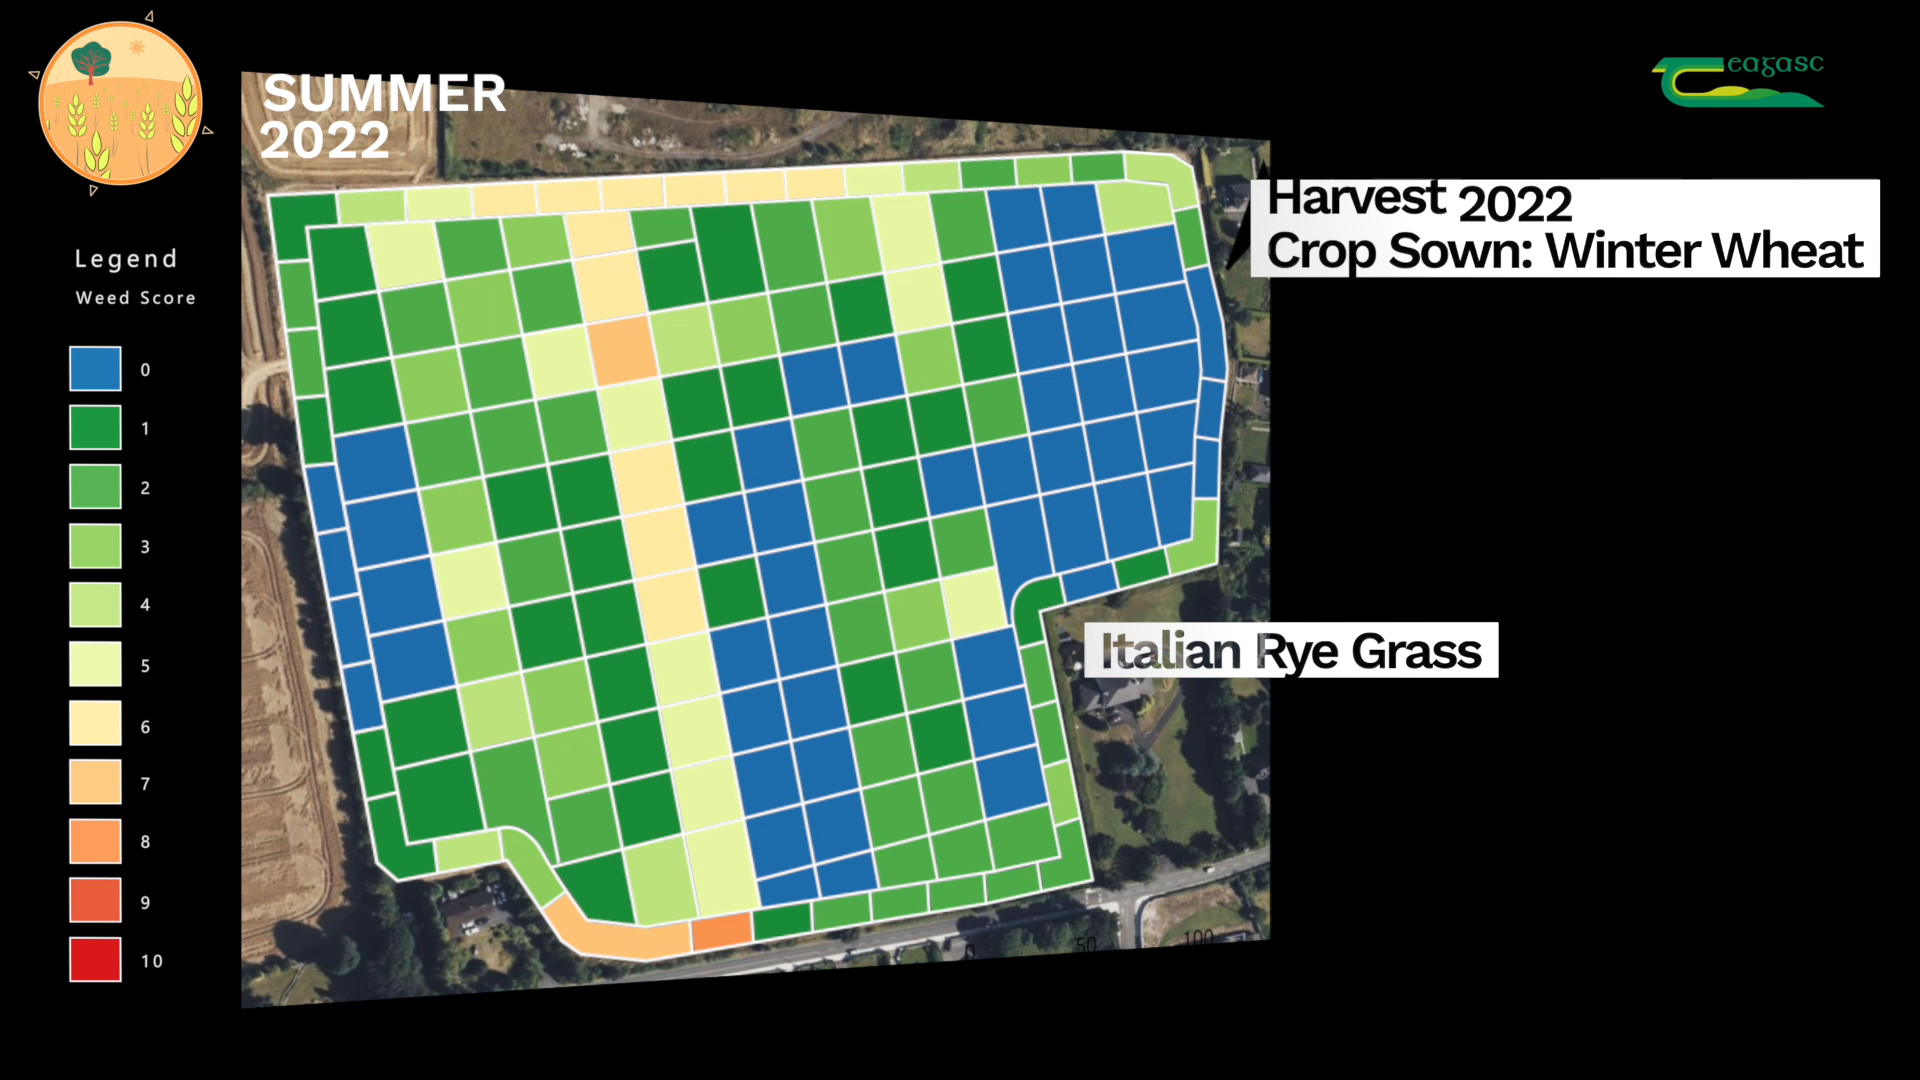 SUMMER
2022
eagasc
Harvest 2022
Crop Sown: Winter Wheat
Legend
Weed Score
0
1
2
3
4
5
6
7
8
9
10
Italian Rye Grass
0 50 100